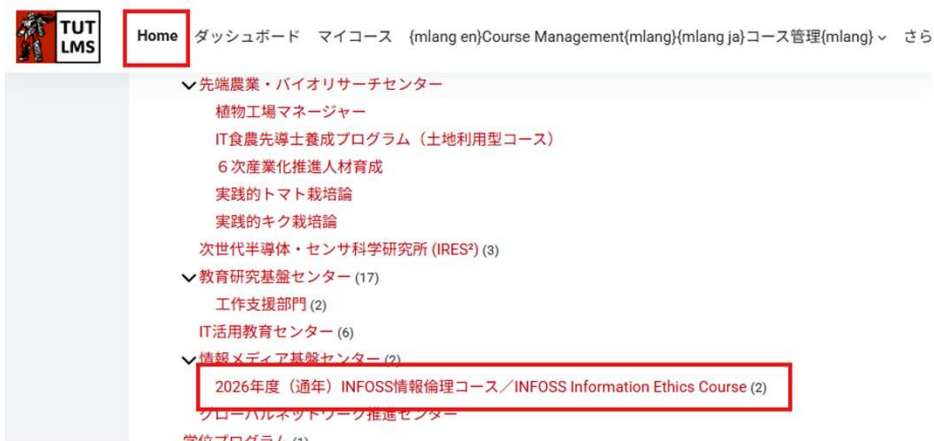 TUT
LMS
Home ダッシュボード マイコース {mlang en}Course Management{mlang}{mlang ja}コース管理{mlang} さら
先端農業・バイオリサーチセンター
植物工場マネージャー
IT食農先導士養成プログラム（土地利用型コース）
６次産業化推進人材育成
実践的トマト栽培論
実践的キク栽培論
次世代半導体・センサ科学研究所 (IRES²) (3)
教育研究基盤センター (17)
工作支援部門 (2)
IT活用教育センター (6)
情報メディア基盤センター (2)
2026年度（通年）INFOSS情報倫理コース／INFOSS Information Ethics Course (2)
グローバルネットワーク推進センター
学位プログラム (1)